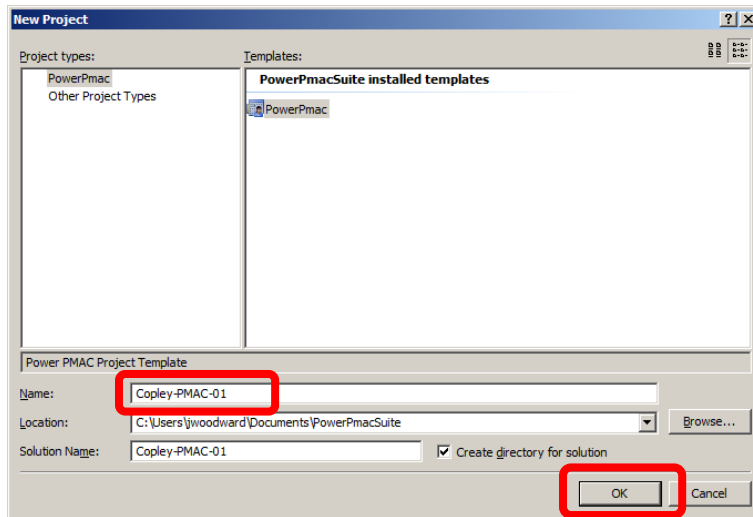 New Project
Project types:
Templates:
PowerPmac
Other Project Types
PowerPmacSuite installed templates
PowerPmac
Power PMAC Project Template
Name:
Copley-PMAC-01
Location:
C:\Users\jwoodward\Documents\PowerPmacSuite
Browse...
Solution Name:
Copley-PMAC-01
Create directory for solution
OK
Cancel